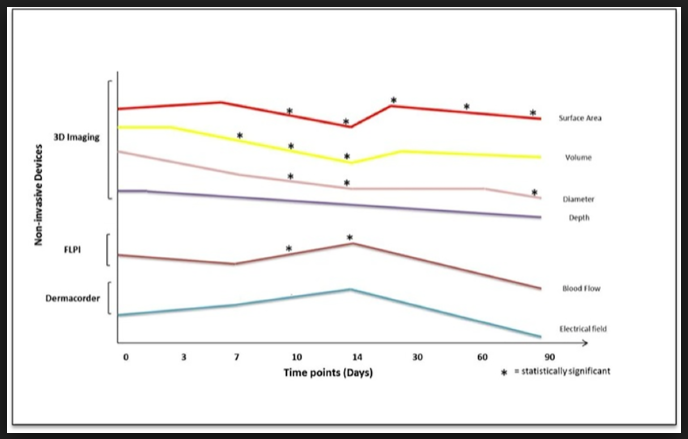 Non-invasive Devices
3D Imaging
FLPI
Dermacorder
Surface Area
Volume
Diameter
Depth
Blood Flow
Electrical field
0 3 7 10 14 30 60 90
Time points (Days)
* = statistically significant